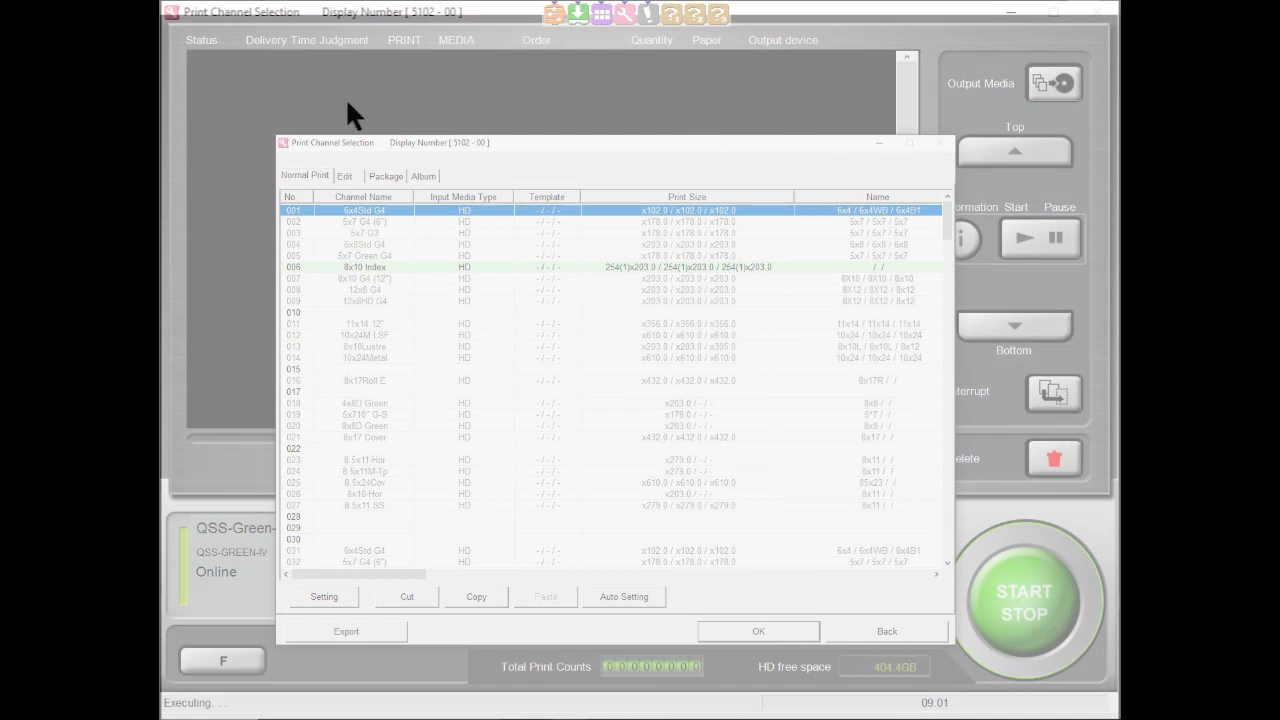 Print Channel Selection Display Number [ 5102 - 00 ]
Status Delivery Time Judgment PRINT MEDIA Order Quantity Paper Output device
Output Media
Top
Print Channel Selection Display Number [ 5102 - 00 ]
Normal Print Edit Package Album
No. Channel Name Input Media Type Template Print Size Name
001 6x4Std G4 HD - / - / - x102.0 / x102.0 / x102.0 6x4 / 6x4WB / 6x4B1
002 5x7 G4 (6") HD - / - / - x178.0 / x178.0 / x178.0 5x7 / 5x7 / 5x7
003 5x7 G3 HD - / - / - x178.0 / x178.0 / x178.0 5x7 / 5x7 / 5x7
004 6x8Std G4 HD - / - / - x203.0 / x203.0 / x203.0 6x8 / 6x8 / 6x8
005 5x7 Green G4 HD - / - / - x178.0 / x178.0 / x178.0 5x7 / 5x7 / 5x7
006 8x10 Index HD - / - / - 254(1)x203.0 / 254(1)x203.0 / 254(1)x203.0 / /
007 8x10 G4 (12") HD - / - / - x203.0 / x203.0 / x203.0 8X10 / 8X10 / 8x10
008 12x8 G4 HD - / - / - x203.0 / x203.0 / x203.0 8X12 / 8X12 / 8x12
009 12x8HD G4 HD - / - / - x203.0 / x203.0 / x203.0 8X12 / 8X12 / 8x12
010
011 11x14 12" HD - / - / - x356.0 / x356.0 / x356.0 11x14 / 11x14 / 11x14
012 10x24M LSF HD - / - / - x610.0 / x610.0 / x610.0 10x24 / 10x24 / 10x24
013 8x10Lustre HD - / - / - x203.0 / x203.0 / x305.0 8x10L / 8x10L / 8x12
014 10x24Metal HD - / - / - x610.0 / x610.0 / x610.0 10x24 / 10x24 / 10x24
015
016 8x17Roll E HD - / - / - x432.0 / x432.0 / x432.0 8x17R / /
017
018 4x8D Green HD - / - / - x203.0 / - / - 8x8 / /
019 5x710" G-S HD - / - / - x178.0 / - / - 5*7 / /
020 8x8D Green HD - / - / - x203.0 / - / - 8x8 / /
021 8x17 Cover HD - / - / - x432.0 / x432.0 / x432.0 8x17 / /
022
023 8.5x11-Hor HD - / - / - x279.0 / - / - 8x11 / /
024 8.5x11M-Tp HD - / - / - x279.0 / - / - 8x11 / /
025 8.5x24Cov HD - / - / - x610.0 / x610.0 / x610.0 85x23 / /
026 8x10-Hor HD - / - / - x203.0 / - / - 8x11 / /
027 8.5x11 SS HD - / - / - x279.0 / x279.0 / x279.0 8x11 / /
028
029
030
031 6x4Std G4 HD - / - / - x102.0 / x102.0 / x102.0 6x4 / 6x4WB / 6x4B1
032 5x7 G4 (6") HD - / - / - x178.0 / x178.0 / x178.0 5x7 / 5x7 / 5x7
Setting Cut Copy Paste Auto Setting
Export OK Back
ormation Start Pause
Bottom
terrupt
elete
QSS-Green-
QSS-GREEN-IV
Online
START
STOP
F
Total Print Counts 00000000 HD free space 404.4GB
Executing. . . 09:01